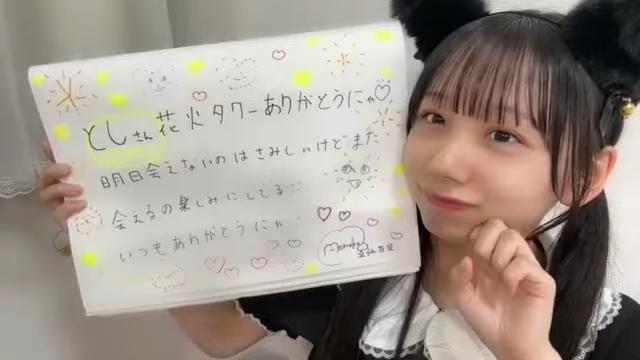 としさん花火タワーありがとうにゃ♡
明日会えないのはさみしいけどまた
会えるの楽しみにしてる
いつもありがとうにゃ